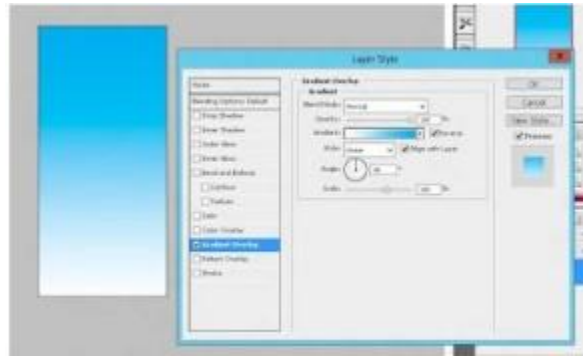 Layer Style
Styles
Blending Options: Default
Drop Shadow
Inner Shadow
Outer Glow
Inner Glow
Bevel and Emboss
Contour
Texture
Satin
Color Overlay
Gradient Overlay
Pattern Overlay
Stroke
Gradient Overlay
Gradient
Blend Mode: Normal
Opacity: %
Gradient: Reverse
Style: Linear Align with Layer
Angle: °
Scale: %
OK
Cancel
New Style...
Preview